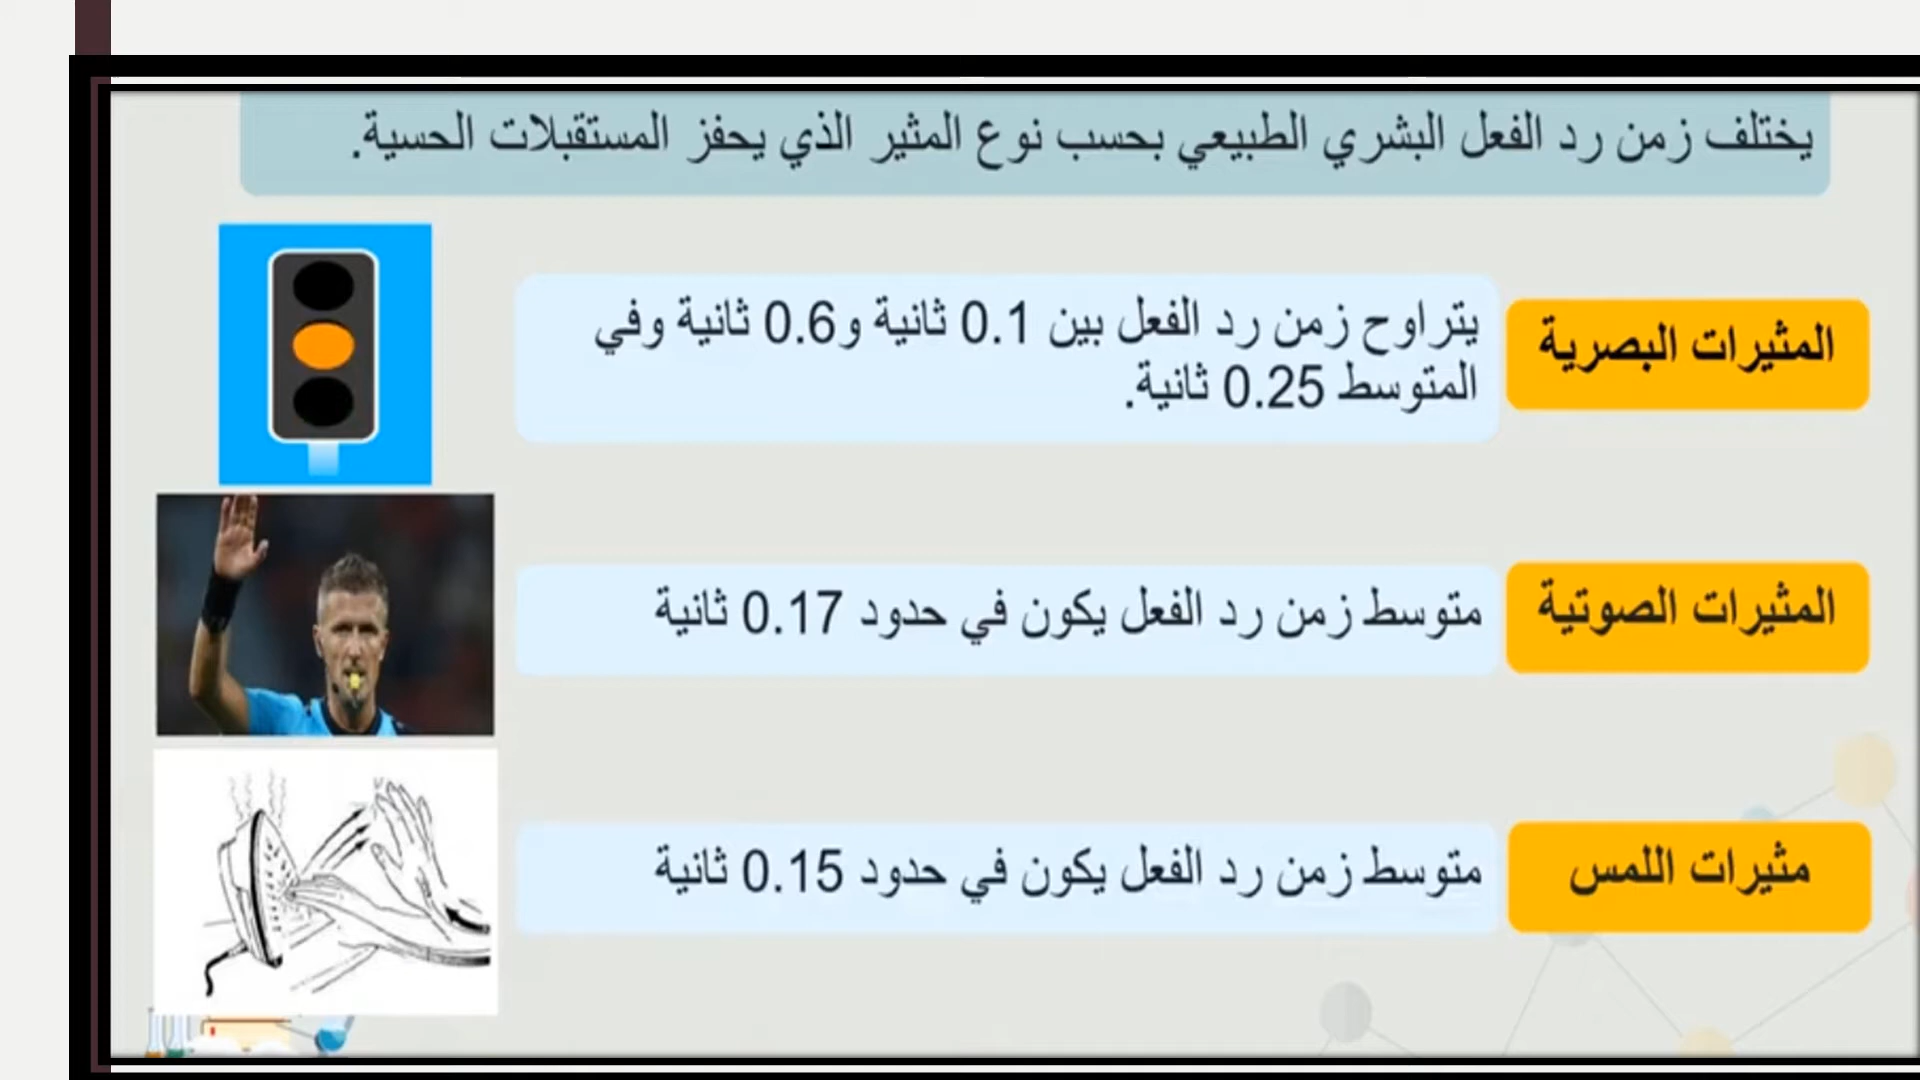 يختلف زمن رد الفعل البشري الطبيعي بحسب نوع المثير الذي يحفز المستقبلات الحسية.
المثيرات البصرية
يتراوح زمن رد الفعل بين 0.1 ثانية و0.6 ثانية وفي
المتوسط 0.25 ثانية.
المثيرات الصوتية
متوسط زمن رد الفعل يكون في حدود 0.17 ثانية
مثيرات اللمس
متوسط زمن رد الفعل يكون في حدود 0.15 ثانية